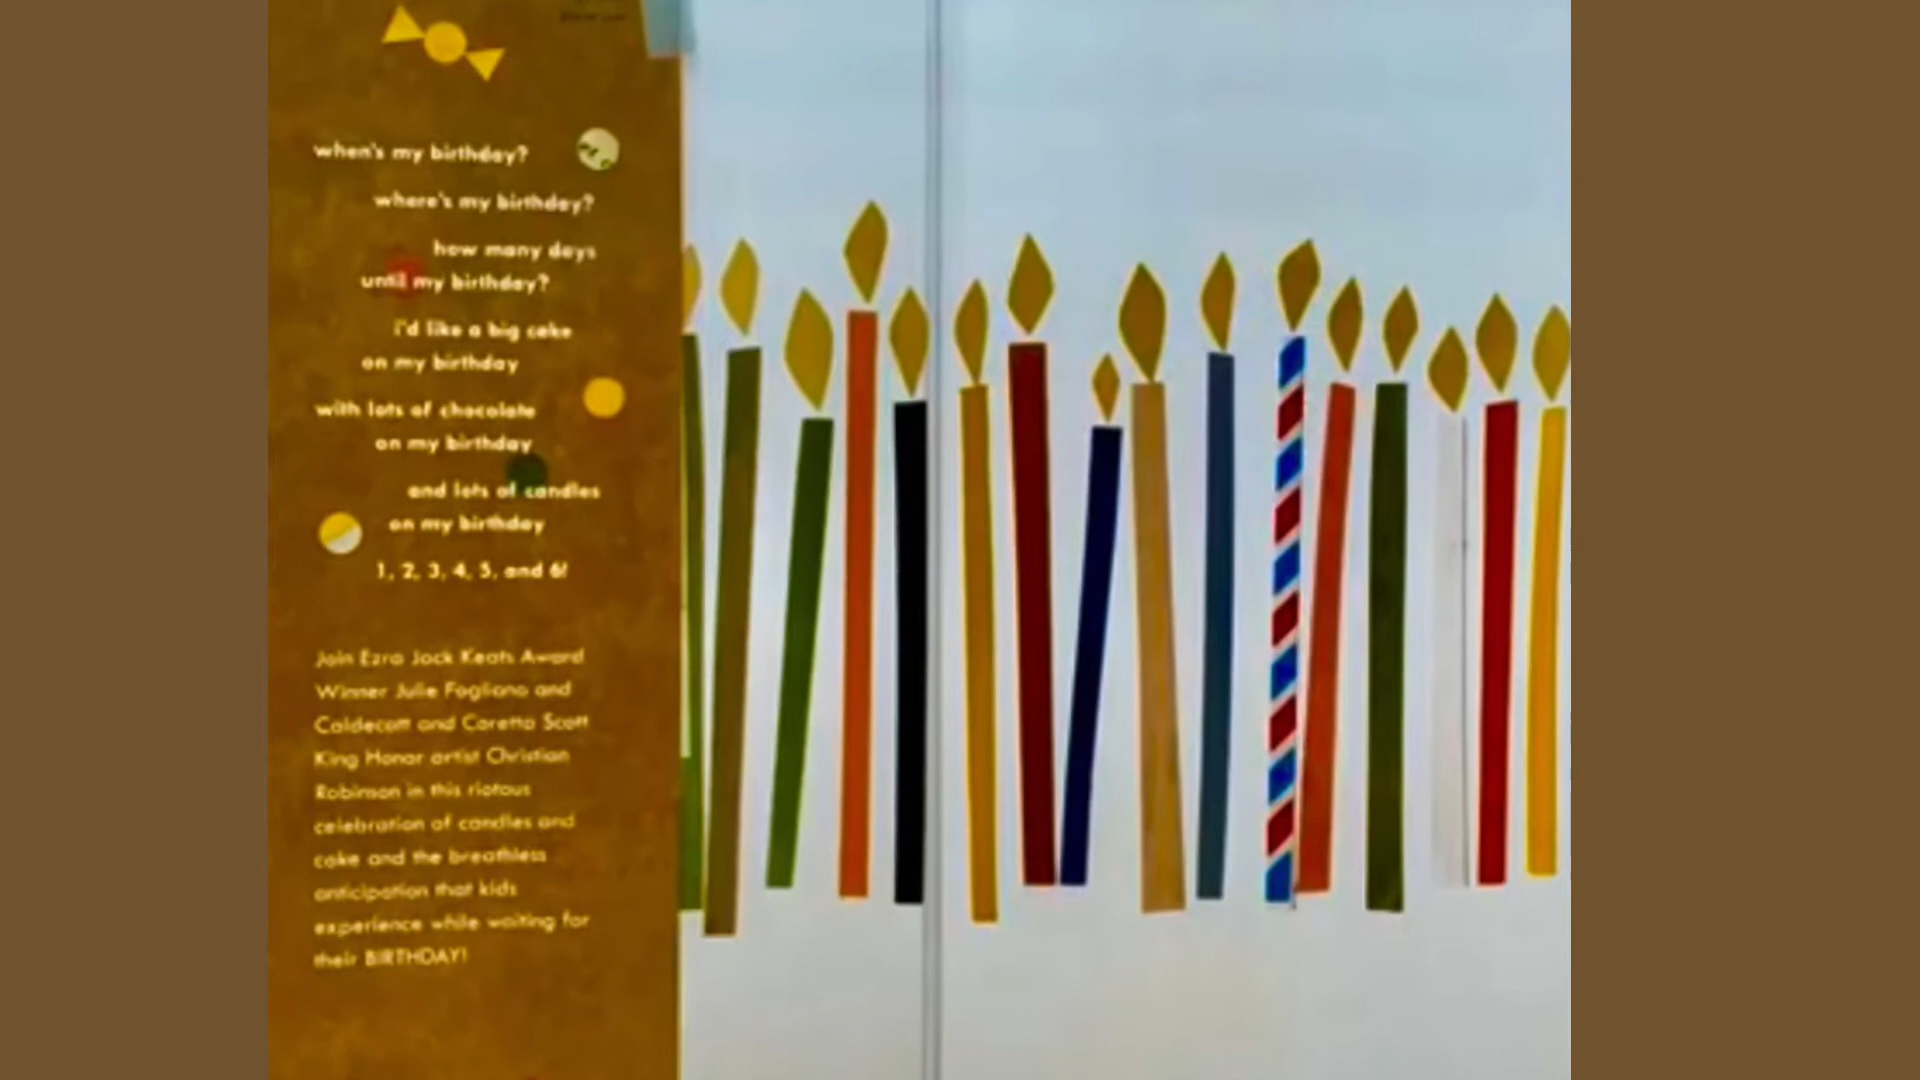 when's my birthday?
where's my birthday?
how many days
until my birthday?
i'd like a big cake
on my birthday
with lots of chocolate
on my birthday
and lots of candles
on my birthday
1, 2, 3, 4, 5, and 6!
Join Ezra Jack Keats Award
Winner Julie Fogliano and
Caldecott and Coretta Scott
King Honor artist Christian
Robinson in this riotous
celebration of candles and
cake and the breathless
anticipation that kids
experience while waiting for
their BIRTHDAY!